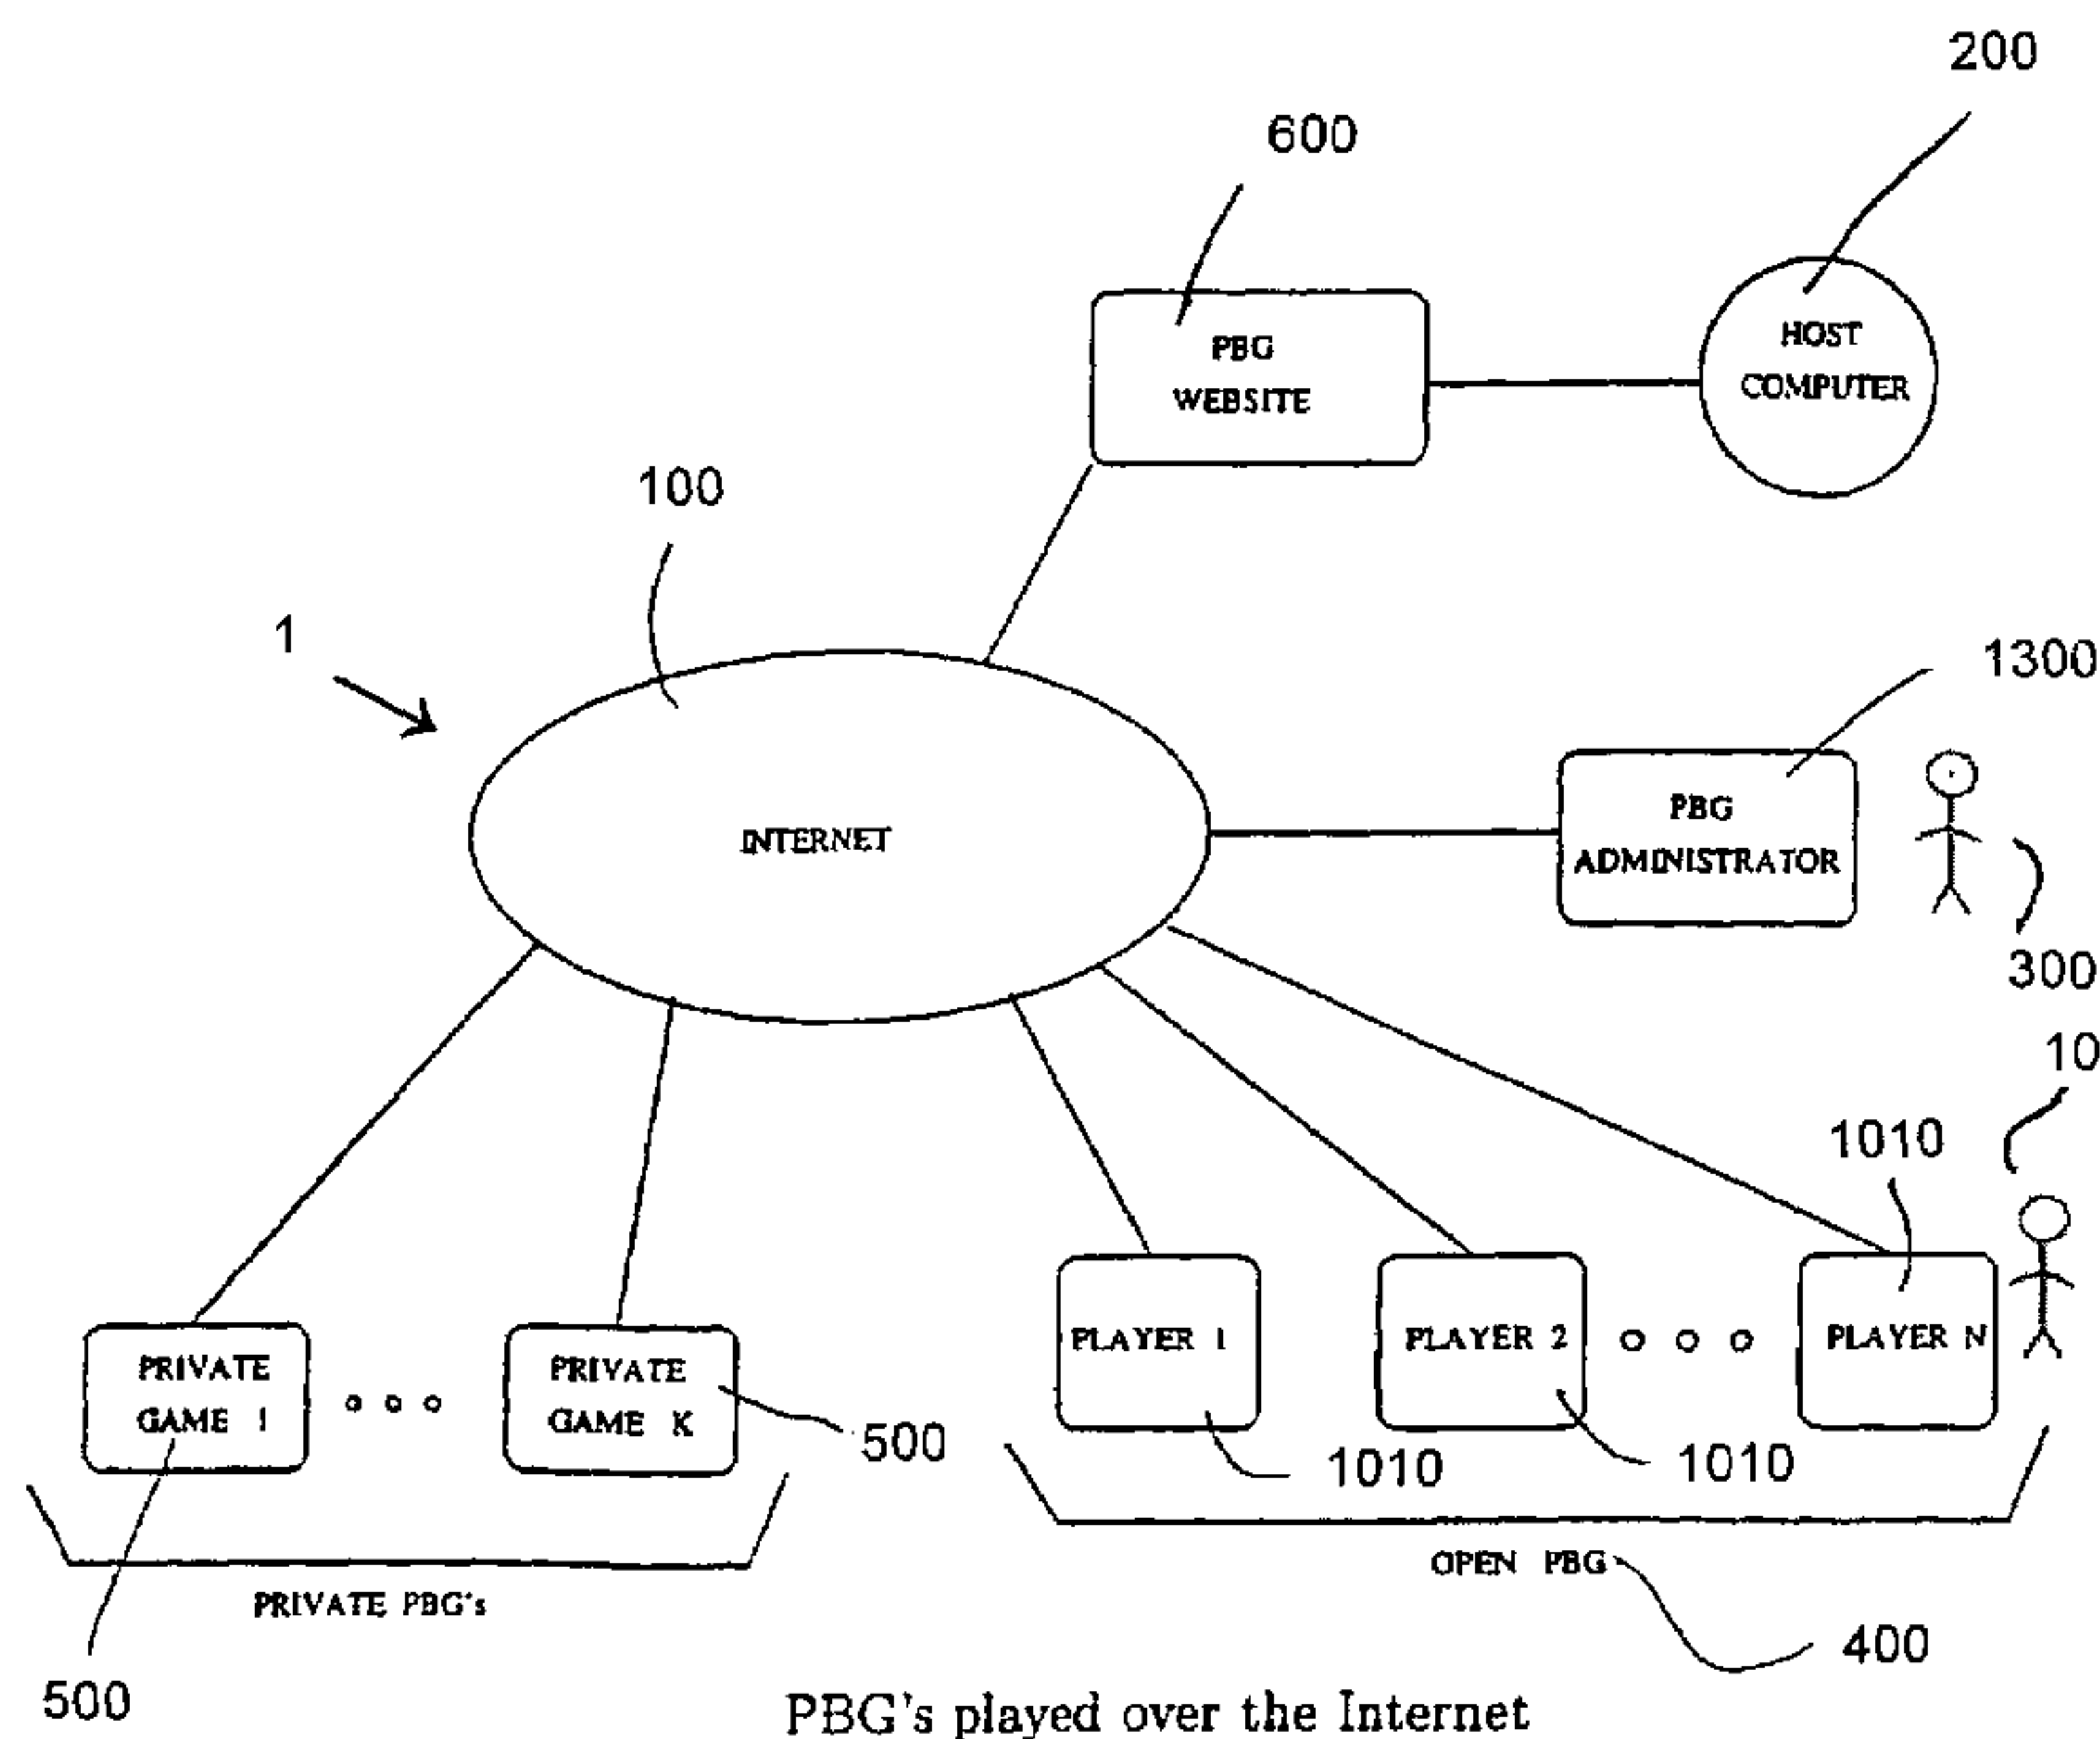 200
600
PBG
WEBSITE
HOST
COMPUTER
100
1
1300
PBG
ADMINISTRATOR
INTERNET
300
10
1010
PLAYER 1
PLAYER 2
PLAYER N
PRIVATE
GAME 1
PRIVATE
GAME K
500
1010
1010
OPEN PBG
PRIVATE PBG's
400
500
PBG's played over the Internet